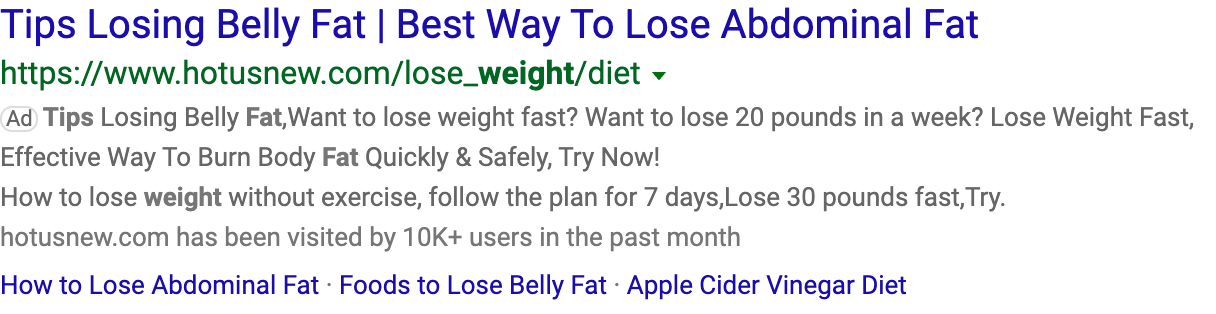 Tips Losing Belly Fat | Best Way To Lose Abdominal Fat
https://www.hotusnew.com/lose_weight/diet
Ad Tips Losing Belly Fat,Want to lose weight fast? Want to lose 20 pounds in a week? Lose Weight Fast,
Effective Way To Burn Body Fat Quickly & Safely, Try Now!
How to lose weight without exercise, follow the plan for 7 days,Lose 30 pounds fast,Try.
hotusnew.com has been visited by 10K+ users in the past month
How to Lose Abdominal Fat · Foods to Lose Belly Fat · Apple Cider Vinegar Diet